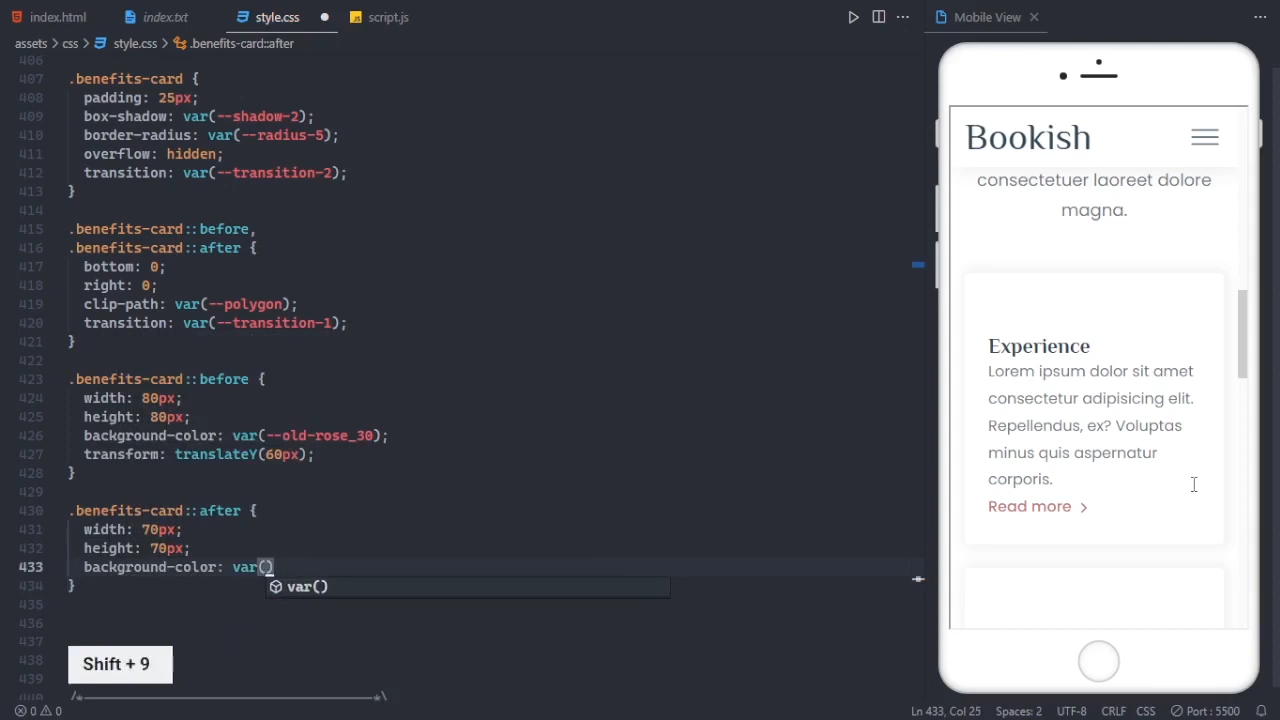 index.html
index.txt
style.css
script.js
Mobile View
assets > css > style.css > .benefits-card::after
406
407 .benefits-card {
408 padding: 25px;
409 box-shadow: var(--shadow-2);
410 border-radius: var(--radius-5);
411 overflow: hidden;
412 transition: var(--transition-2);
413 }
414
415 .benefits-card::before,
416 .benefits-card::after {
417 bottom: 0;
418 right: 0;
419 clip-path: var(--polygon);
420 transition: var(--transition-1);
421 }
422
423 .benefits-card::before {
424 width: 80px;
425 height: 80px;
426 background-color: var(--old-rose_30);
427 transform: translateY(60px);
428 }
429
430 .benefits-card::after {
431 width: 70px;
432 height: 70px;
433 background-color: var()
var()
434 }
435
436
437
438
439
440 /*
*\
Shift + 9
Bookish
consectetuer laoreet dolore
magna.
Experience
Lorem ipsum dolor sit amet
consectetur adipisicing elit.
Repellendus, ex? Voluptas
minus quis aspernatur
corporis.
Read more >
0 0
Ln 433, Col 25
Spaces: 2
UTF-8
CRLF
CSS
Port : 5500